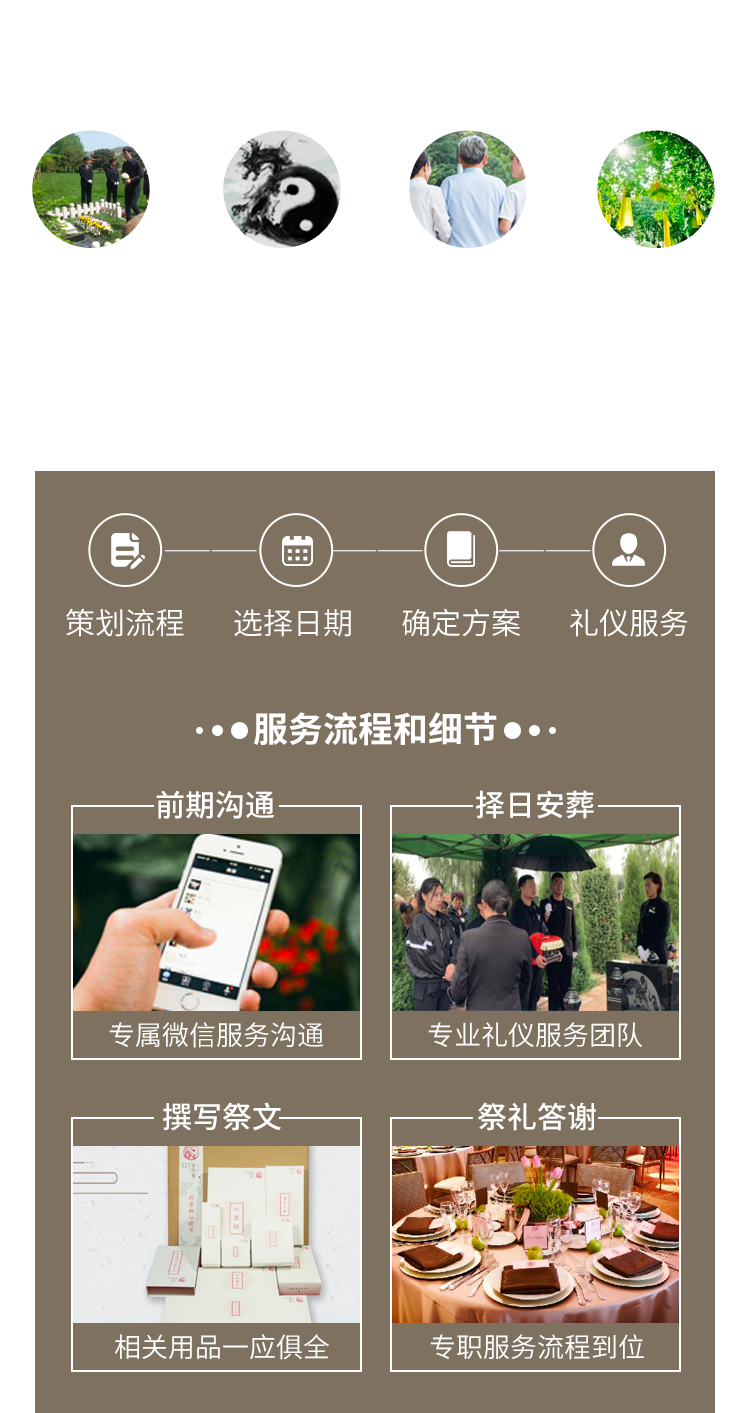 策划流程
选择日期
确定方案
礼仪服务
服务流程和细节
前期沟通
择日安葬
专属微信服务沟通
专业礼仪服务团队
撰写祭文
祭礼答谢
相关用品一应俱全
专职服务流程到位